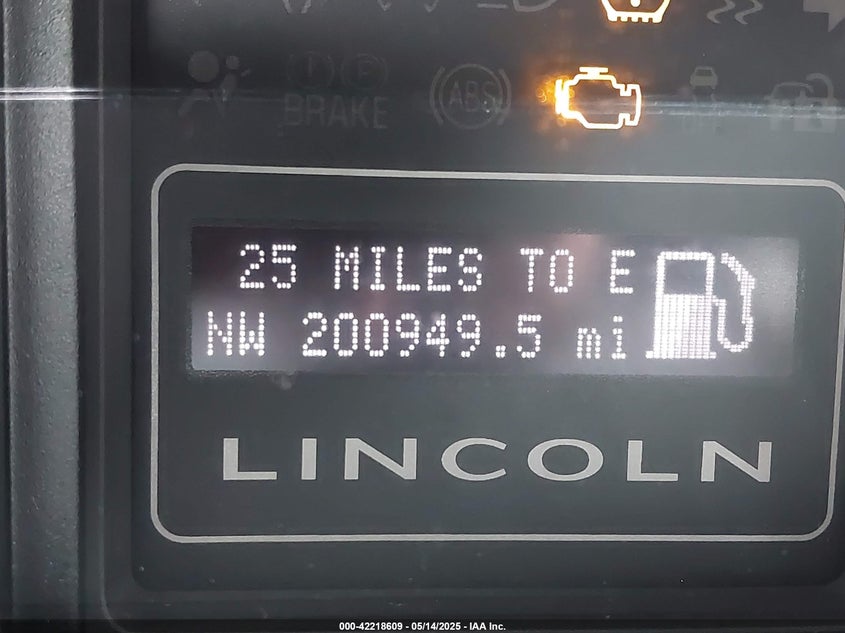 BRAKE
ABS
25 MILES TO E
NW 200949.5 mi
LINCOLN
000-42218609 - 05/14/2025 - IAA Inc.